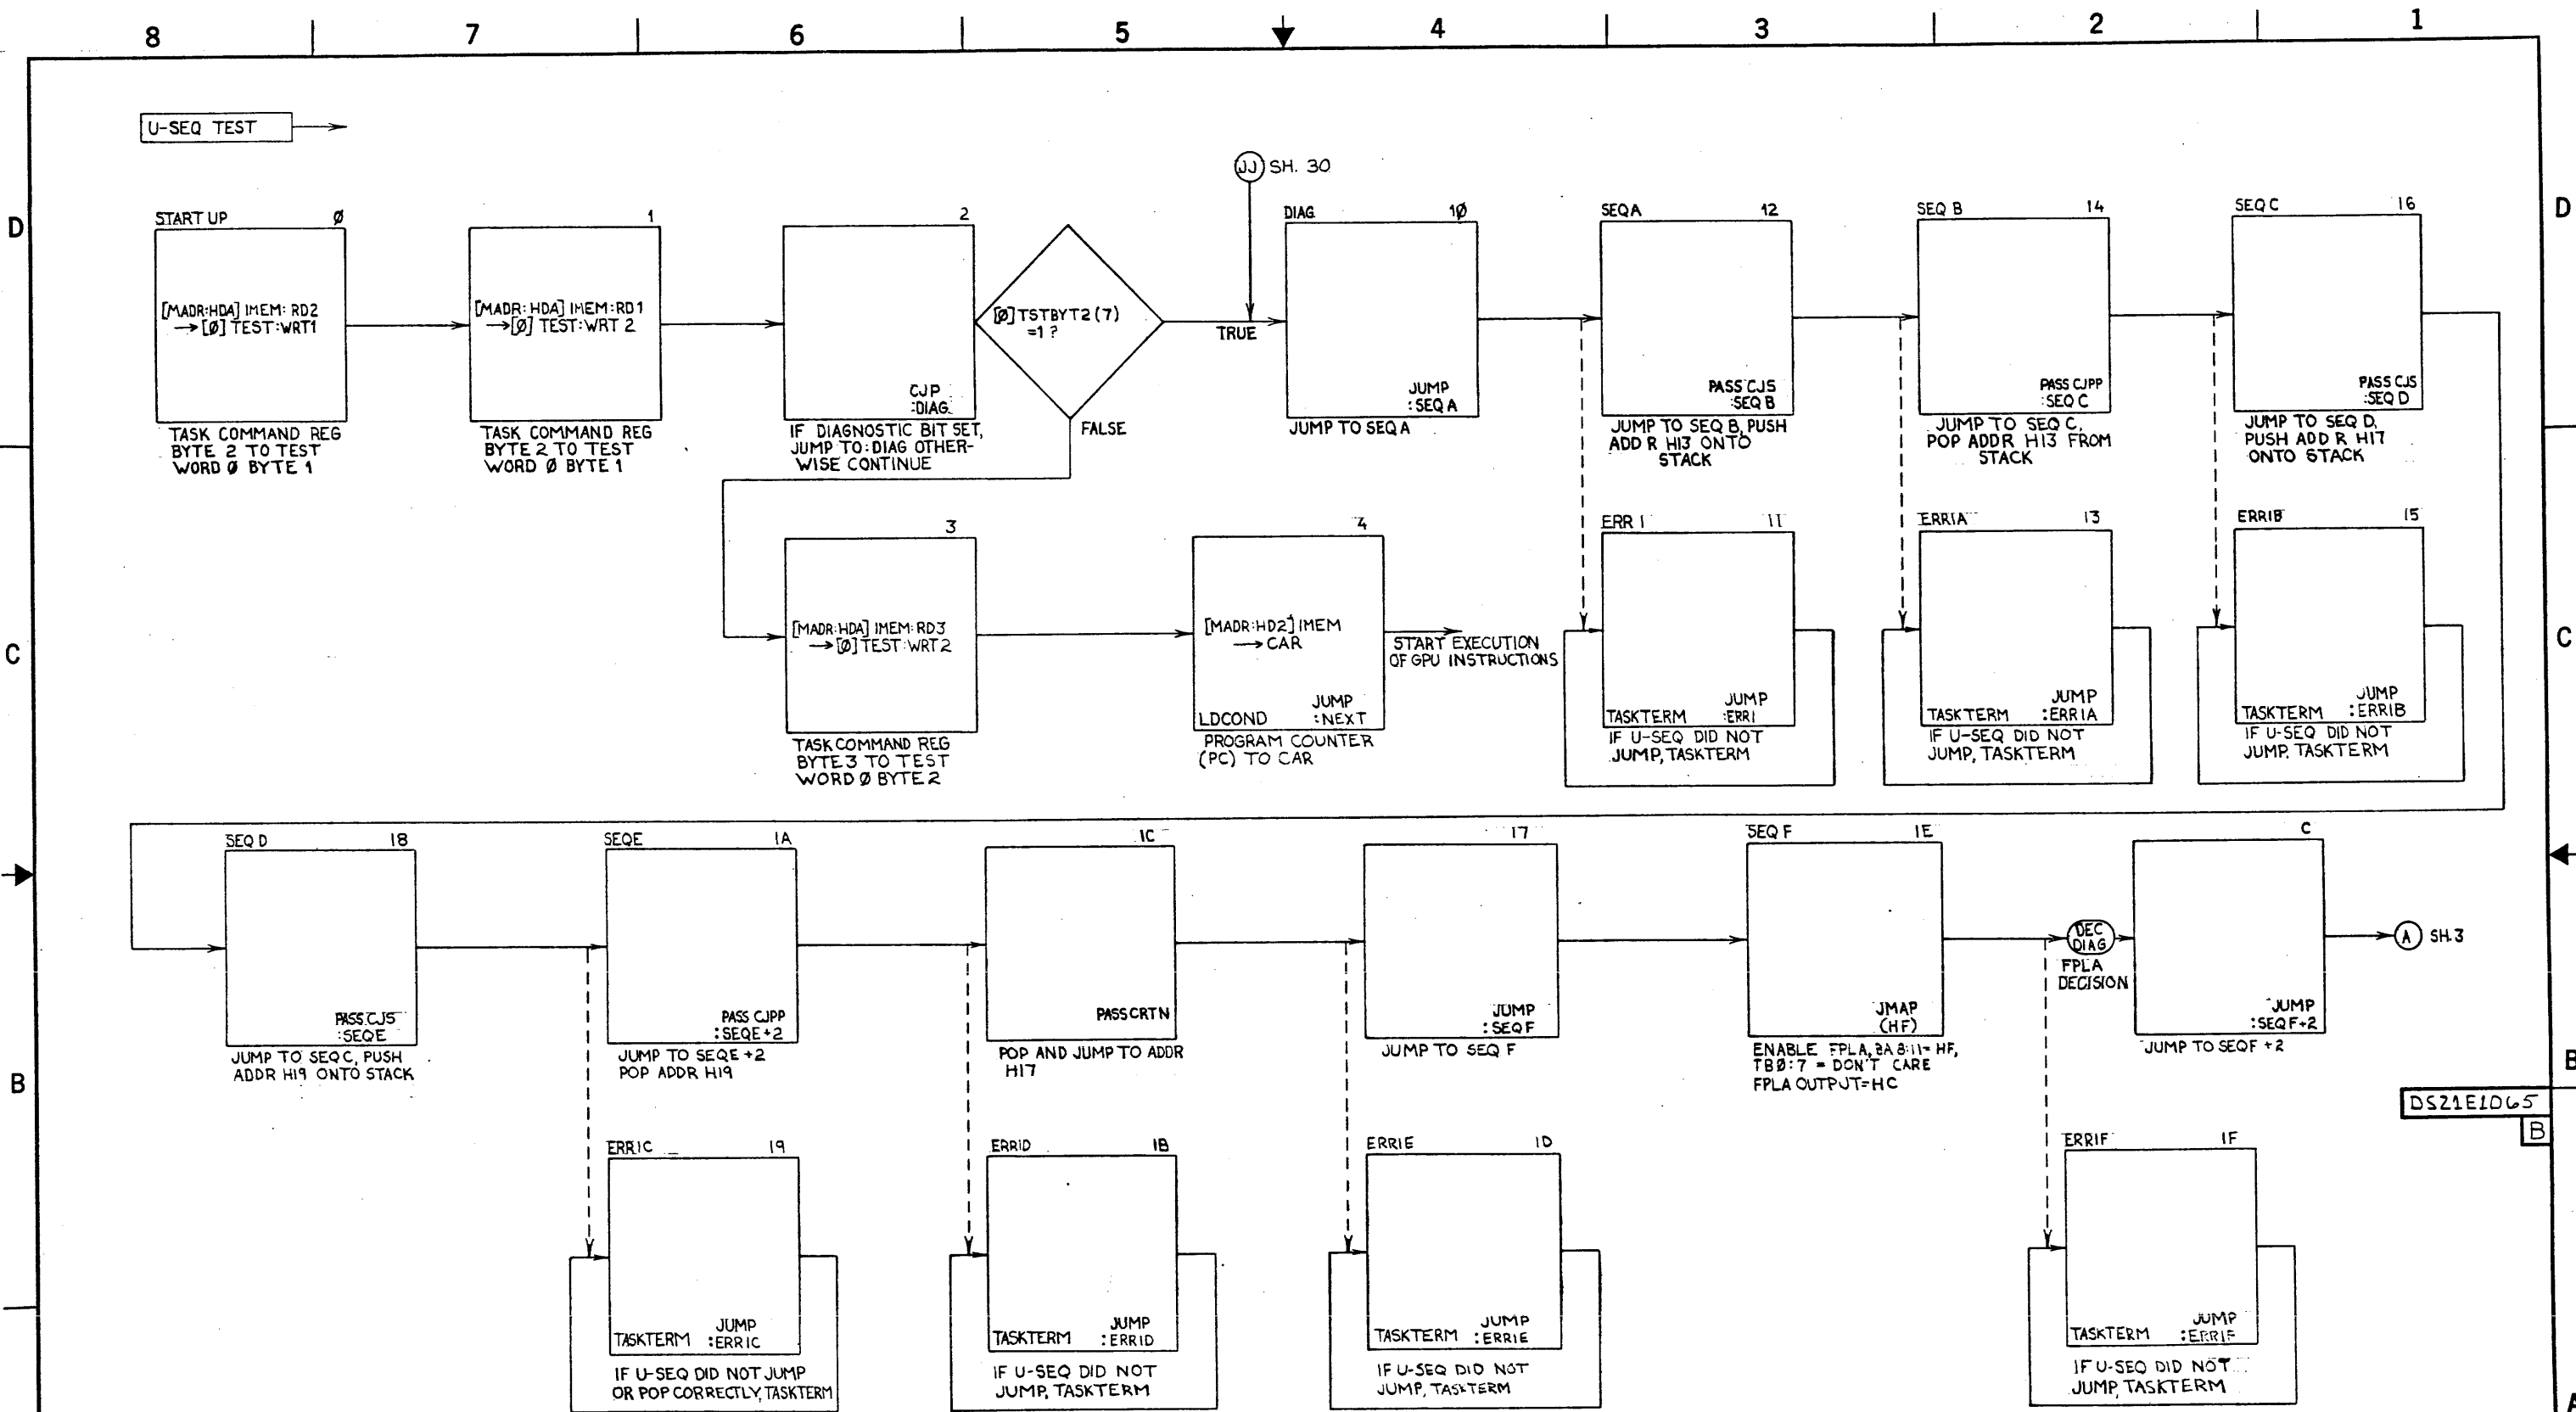 8 7 6 5 4 3 2 1
U-SEQ TEST
JJ SH. 30
D
D
START UP Ø
[MADR:HDA] IMEM: RD2
→[Ø] TEST:WRT1
TASK COMMAND REG
BYTE 2 TO TEST
WORD Ø BYTE 1
1
[MADR:HDA] IMEM:RD1
→[Ø] TEST:WRT 2
TASK COMMAND REG
BYTE 2 TO TEST
WORD Ø BYTE 1
2
CJP
:DIAG
IF DIAGNOSTIC BIT SET,
JUMP TO:DIAG OTHER-
WISE CONTINUE
[Ø]TSTBYT2(7)
=1?
TRUE
FALSE
DIAG 1Ø
JUMP
:SEQA
JUMP TO SEQA
SEQA 12
PASS CJS
:SEQB
JUMP TO SEQ B, PUSH
ADDR H13 ONTO
STACK
SEQ B 14
PASS CJPP
:SEQ C
JUMP TO SEQ C,
POP ADDR H13 FROM
STACK
SEQ C 16
PASS CJS
:SEQ D
JUMP TO SEQ D,
PUSH ADDR H17
ONTO STACK
C
C
3
[MADR:HDA] IMEM:RD3
→[Ø] TEST:WRT2
TASK COMMAND REG
BYTE 3 TO TEST
WORD Ø BYTE 2
4
[MADR:HD2] IMEM
→CAR
LDCOND
JUMP
:NEXT
PROGRAM COUNTER
(PC) TO CAR
START EXECUTION
OF GPU INSTRUCTIONS
ERR1 11
TASKTERM
JUMP
:ERR1
IF U-SEQ DID NOT
JUMP, TASKTERM
ERR1A 13
TASKTERM
JUMP
:ERR1A
IF U-SEQ DID NOT
JUMP, TASKTERM
ERR1B 15
TASKTERM
JUMP
:ERR1B
IF U-SEQ DID NOT
JUMP, TASKTERM
SEQ D 18
PASS CJS
:SEQE
JUMP TO SEQC, PUSH
ADDR H19 ONTO STACK
SEQE 1A
PASS CJPP
:SEQE+2
JUMP TO SEQE +2
POP ADDR H19
1C
PASSCRTN
POP AND JUMP TO ADDR
H17
17
JUMP
:SEQF
JUMP TO SEQ F
SEQ F 1E
JMAP
(HF)
ENABLE FPLA, BA 8:11= HF,
TBØ:7 = DON'T CARE
FPLA OUTPUT=HC
DEC
DIAG
FPLA
DECISION
C
JUMP
:SEQF+2
JUMP TO SEQF +2
A SH.3
B
B
DS21E1065
B
ERR1C 19
TASKTERM
JUMP
:ERR1C
IF U-SEQ DID NOT JUMP
OR POP CORRECTLY, TASKTERM
ERR1D 1B
TASKTERM
JUMP
:ERR1D
IF U-SEQ DID NOT
JUMP, TASKTERM
ERR1E 1D
TASKTERM
JUMP
:ERR1E
IF U-SEQ DID NOT
JUMP, TASKTERM
ERR1F 1F
TASKTERM
JUMP
:ERR1F
IF U-SEQ DID NOT
JUMP, TASKTERM